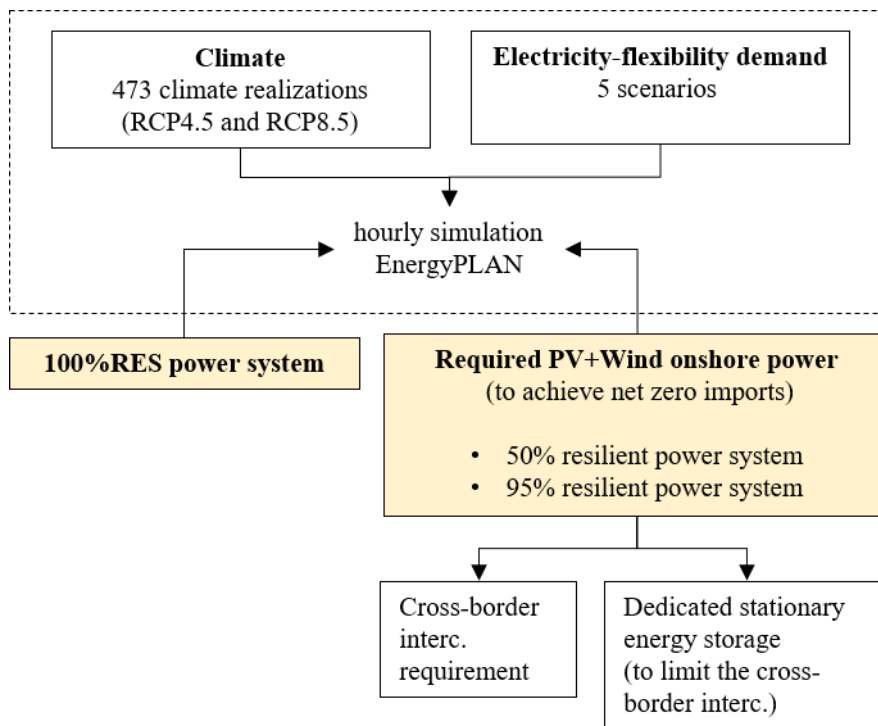 Climate
473 climate realizations
(RCP4.5 and RCP8.5)
Electricity-flexibility demand
5 scenarios
hourly simulation
EnergyPLAN
100%RES power system
Required PV+Wind onshore power
(to achieve net zero imports)
• 50% resilient power system
• 95% resilient power system
Cross-border
interc.
requirement
Dedicated stationary
energy storage
(to limit the cross-
border interc.)